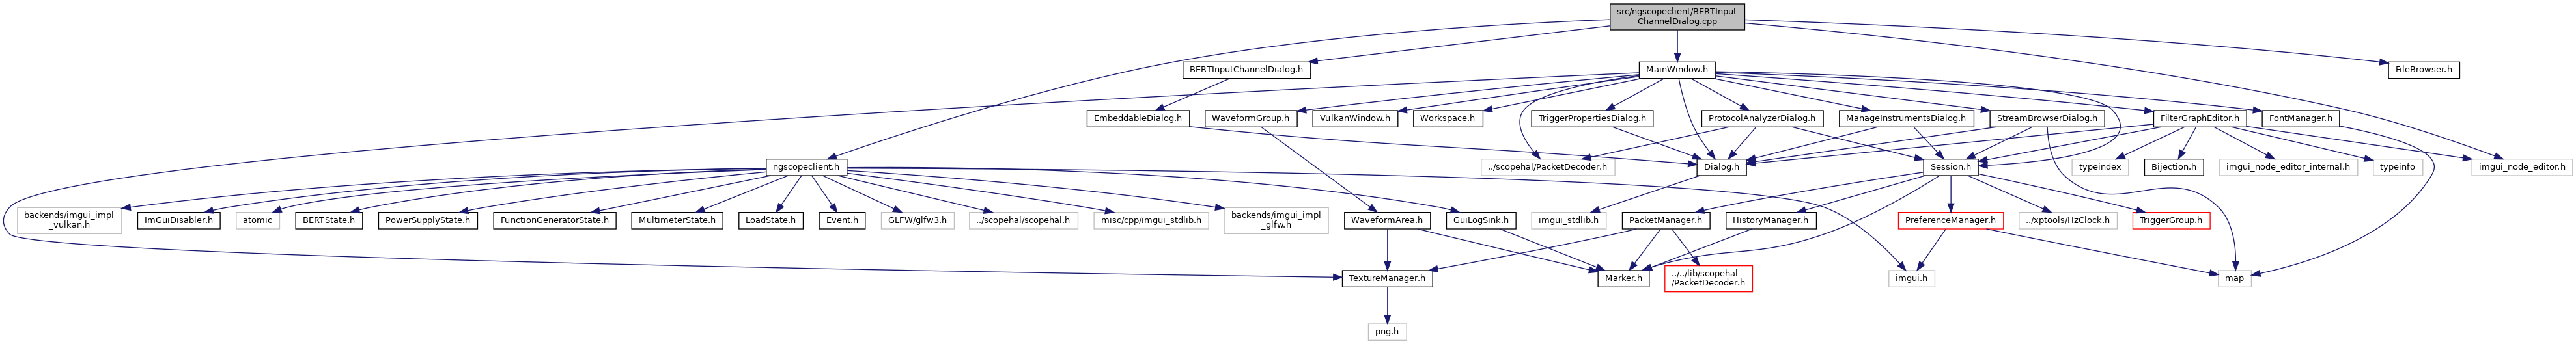 src/ngscopeclient/BERTInput
ChannelDialog.cpp
BERTInputChannelDialog.h
MainWindow.h
FileBrowser.h
EmbeddableDialog.h
WaveformGroup.h
VulkanWindow.h
Workspace.h
TriggerPropertiesDialog.h
ProtocolAnalyzerDialog.h
ManageInstrumentsDialog.h
StreamBrowserDialog.h
FilterGraphEditor.h
FontManager.h
ngscopeclient.h
../scopehal/PacketDecoder.h
Dialog.h
Session.h
typeindex
Bijection.h
imgui_node_editor_internal.h
typeinfo
imgui_node_editor.h
backends/imgui_impl
_vulkan.h
ImGuiDisabler.h
atomic
BERTState.h
PowerSupplyState.h
FunctionGeneratorState.h
MultimeterState.h
LoadState.h
Event.h
GLFW/glfw3.h
../scopehal/scopehal.h
misc/cpp/imgui_stdlib.h
backends/imgui_impl
_glfw.h
WaveformArea.h
GuiLogSink.h
imgui_stdlib.h
PacketManager.h
HistoryManager.h
PreferenceManager.h
../xptools/HzClock.h
TriggerGroup.h
TextureManager.h
Marker.h
../../lib/scopehal
/PacketDecoder.h
imgui.h
map
png.h